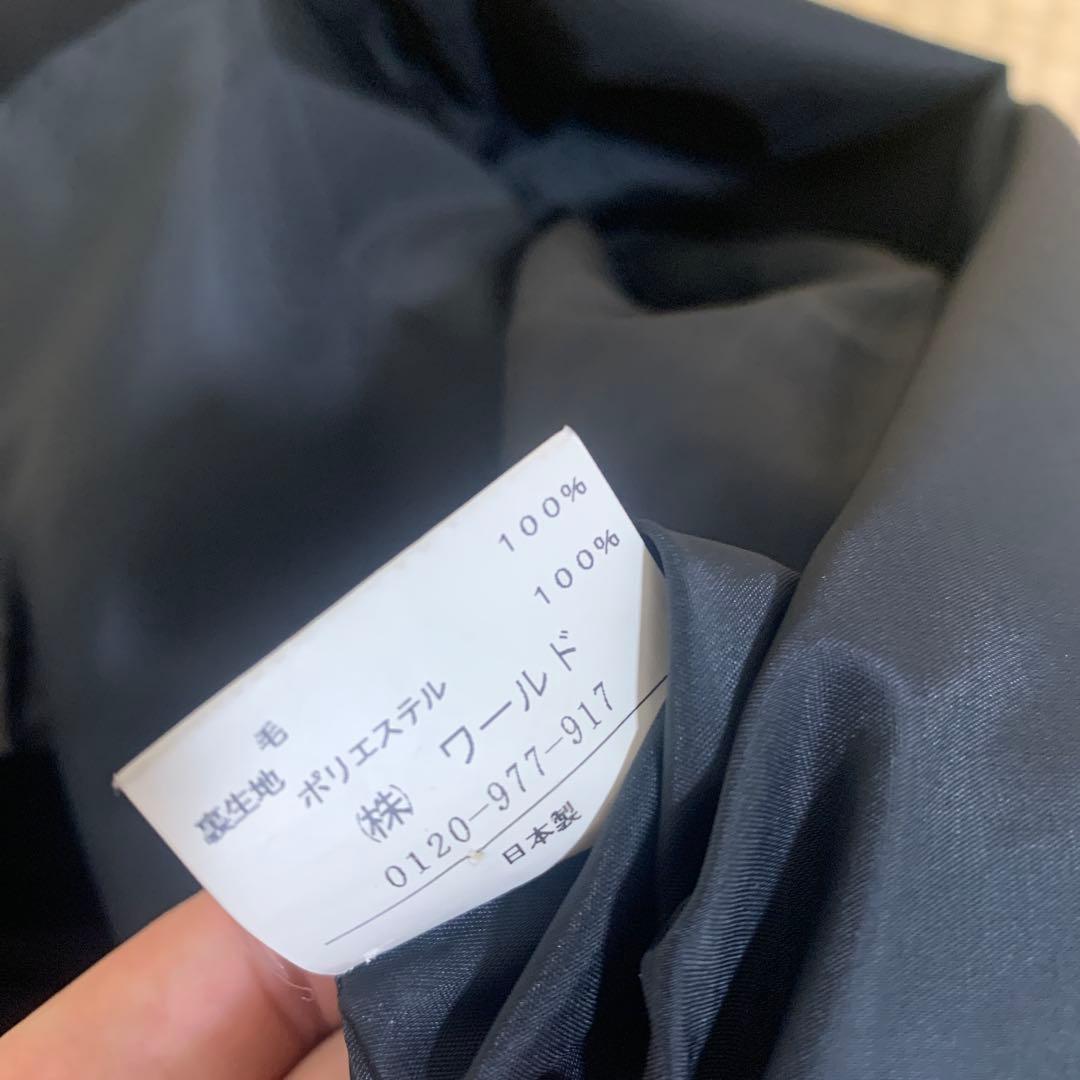 毛 100%
裏生地 ポリエステル 100%
(株) ワールド
0120-977-917
日本製